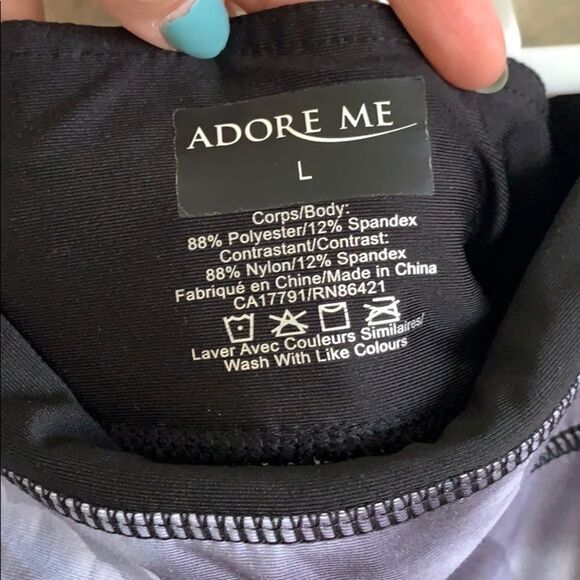 ADORE ME
L
Corps/Body:
88% Polyester/12% Spandex
Contrastant/Contrast:
88% Nylon/12% Spandex
Fabriqué en Chine/Made in China
CA17791/RN86421
Laver Avec Couleurs Similaires/
Wash With Like Colours